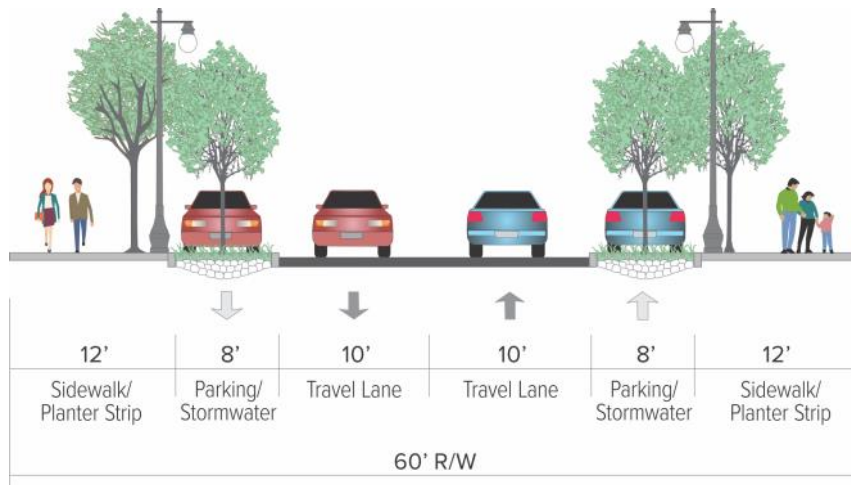 12’ 8’ 10’ 10’ 8’ 12’
Sidewalk/ Parking/ Travel Lane Travel Lane Parking/ Sidewalk/
Planter Strip Stormwater Stormwater Planter Strip
60’ R/W